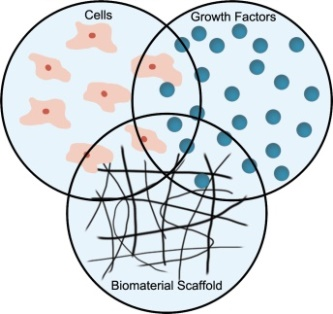 Cells
Growth Factors
Biomaterial Scaffold